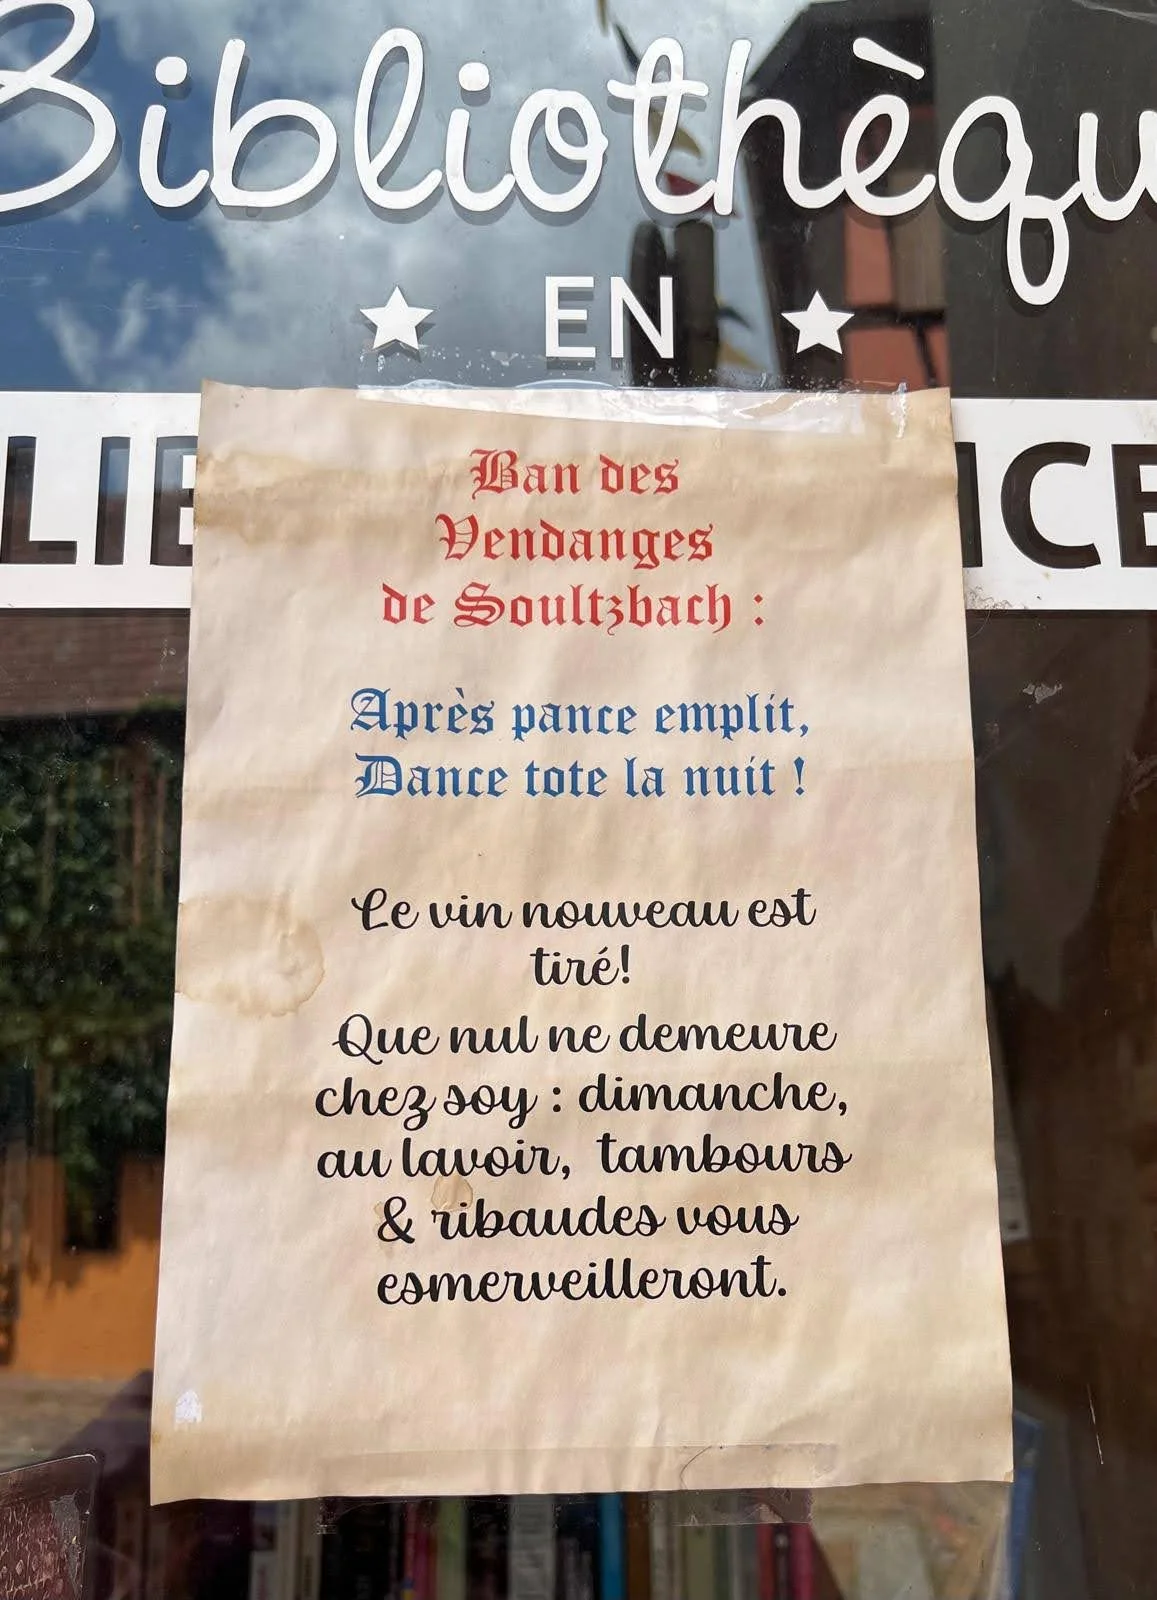 Bibliothèqu
EN
LIB
ICE
Ban des
Vendanges
de Soultzbach :
Après pance emplit,
Dance tote la nuit !
Le vin nouveau est
tiré!
Que nul ne demeure
chez soy : dimanche,
au lavoir, tambours
& ribaudes vous
esmerveilleront.